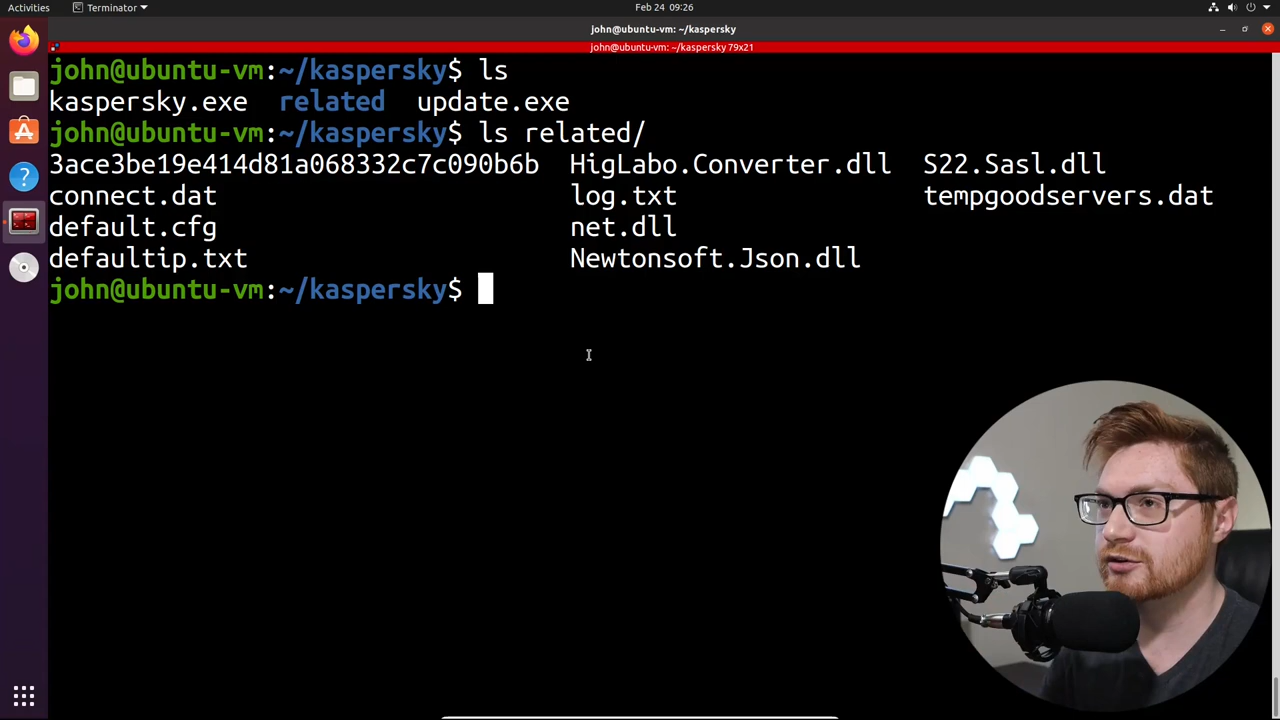 Activities Terminator Feb 24 09:26
john@ubuntu-vm: ~/kaspersky
john@ubuntu-vm: ~/kaspersky 79x21
john@ubuntu-vm:~/kaspersky$ ls
kaspersky.exe related update.exe
john@ubuntu-vm:~/kaspersky$ ls related/
3ace3be19e414d81a068332c7c090b6b HigLabo.Converter.dll S22.Sasl.dll
connect.dat log.txt tempgoodservers.dat
default.cfg net.dll
defaultip.txt Newtonsoft.Json.dll
john@ubuntu-vm:~/kaspersky$